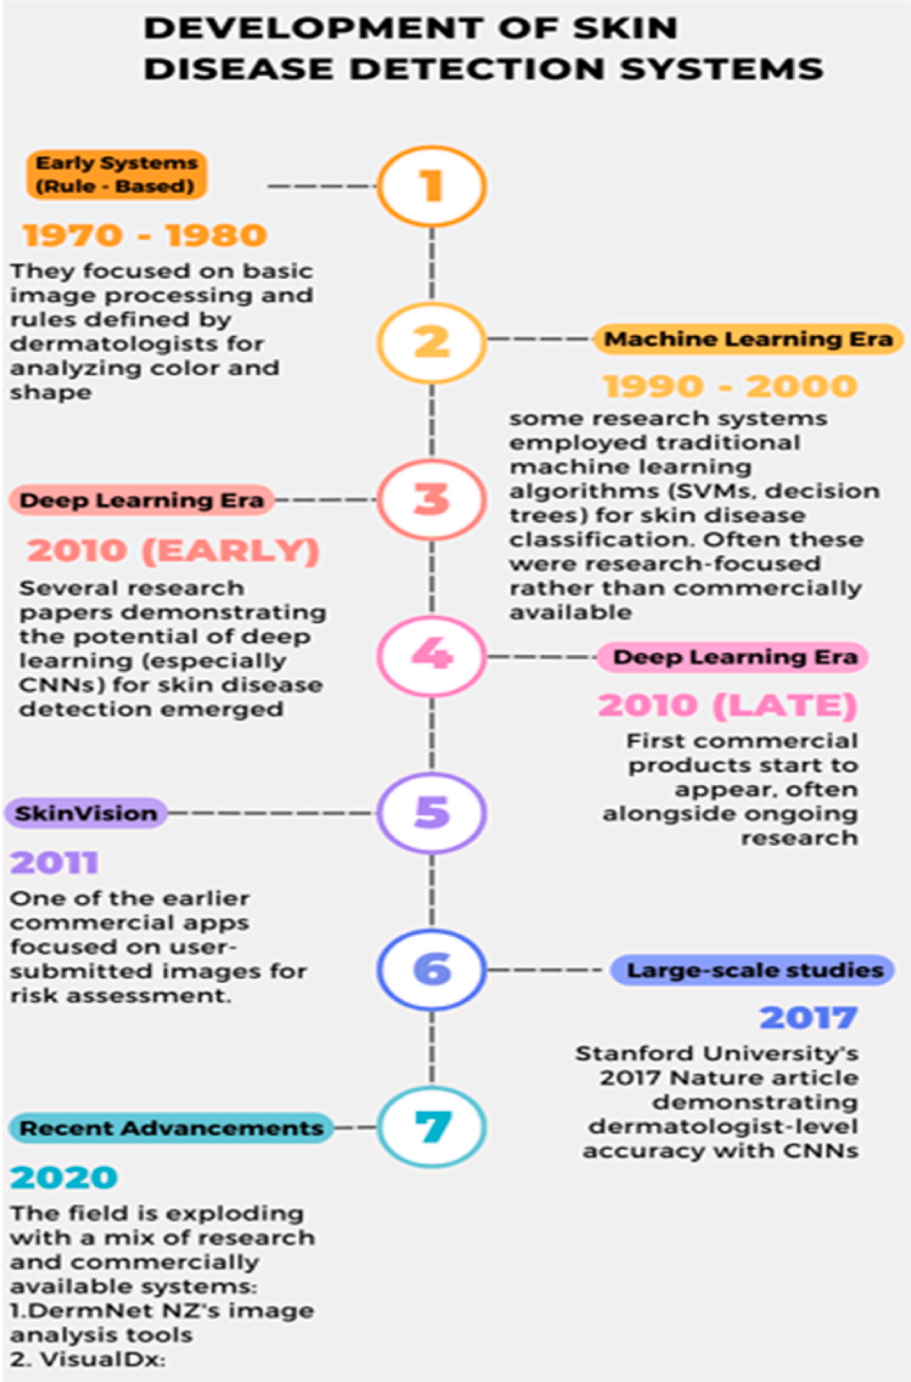 DEVELOPMENT OF SKIN
DISEASE DETECTION SYSTEMS
Early Systems
(Rule - Based)
1
1970 - 1980
They focused on basic
image processing and
rules defined by
dermatologists for
analyzing color and
shape
2
Machine Learning Era
1990 - 2000
some research systems
employed traditional
machine learning
algorithms (SVMs, decision
trees) for skin disease
classification. Often these
were research-focused
rather than commercially
available
Deep Learning Era
3
2010 (EARLY)
Several research
papers demonstrating
the potential of deep
learning (especially
CNNs) for skin disease
detection emerged
4
Deep Learning Era
2010 (LATE)
First commercial
products start to
appear, often
alongside ongoing
research
SkinVision
5
2011
One of the earlier
commercial apps
focused on user-
submitted images for
risk assessment.
6
Large-scale studies
2017
Stanford University's
2017 Nature article
demonstrating
dermatologist-level
accuracy with CNNs
Recent Advancements
7
2020
The field is exploding
with a mix of research
and commercially
available systems:
1.DermNet NZ's image
analysis tools
2. VisualDx: